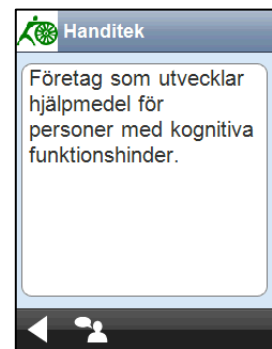 Handitek
Företag som utvecklar
hjälpmedel för
personer med kognitiva
funktionshinder.